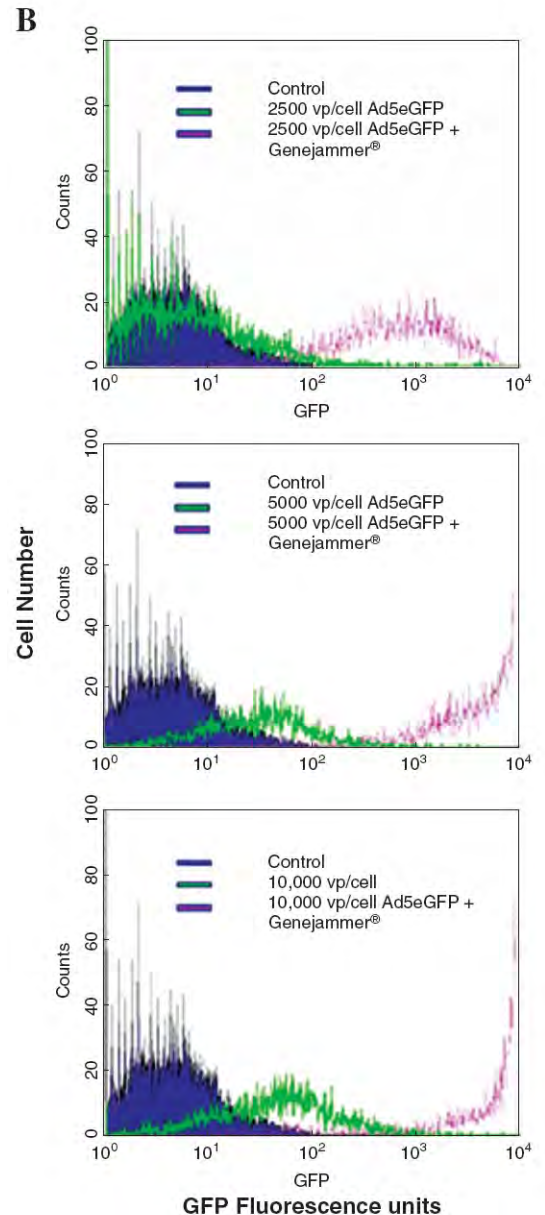 B
100
80
60
40
20
0
Counts
Control
2500 vp/cell Ad5eGFP
2500 vp/cell Ad5eGFP +
Genejammer®
10⁰ 10¹ 10² 10³ 10⁴
GFP
Cell Number
100
80
60
40
20
0
Counts
Control
5000 vp/cell Ad5eGFP
5000 vp/cell Ad5eGFP +
Genejammer®
10⁰ 10¹ 10² 10³ 10⁴
100
80
60
40
20
0
Counts
Control
10,000 vp/cell
10,000 vp/cell Ad5eGFP +
Genejammer®
10⁰ 10¹ 10² 10³ 10⁴
GFP
GFP Fluorescence units